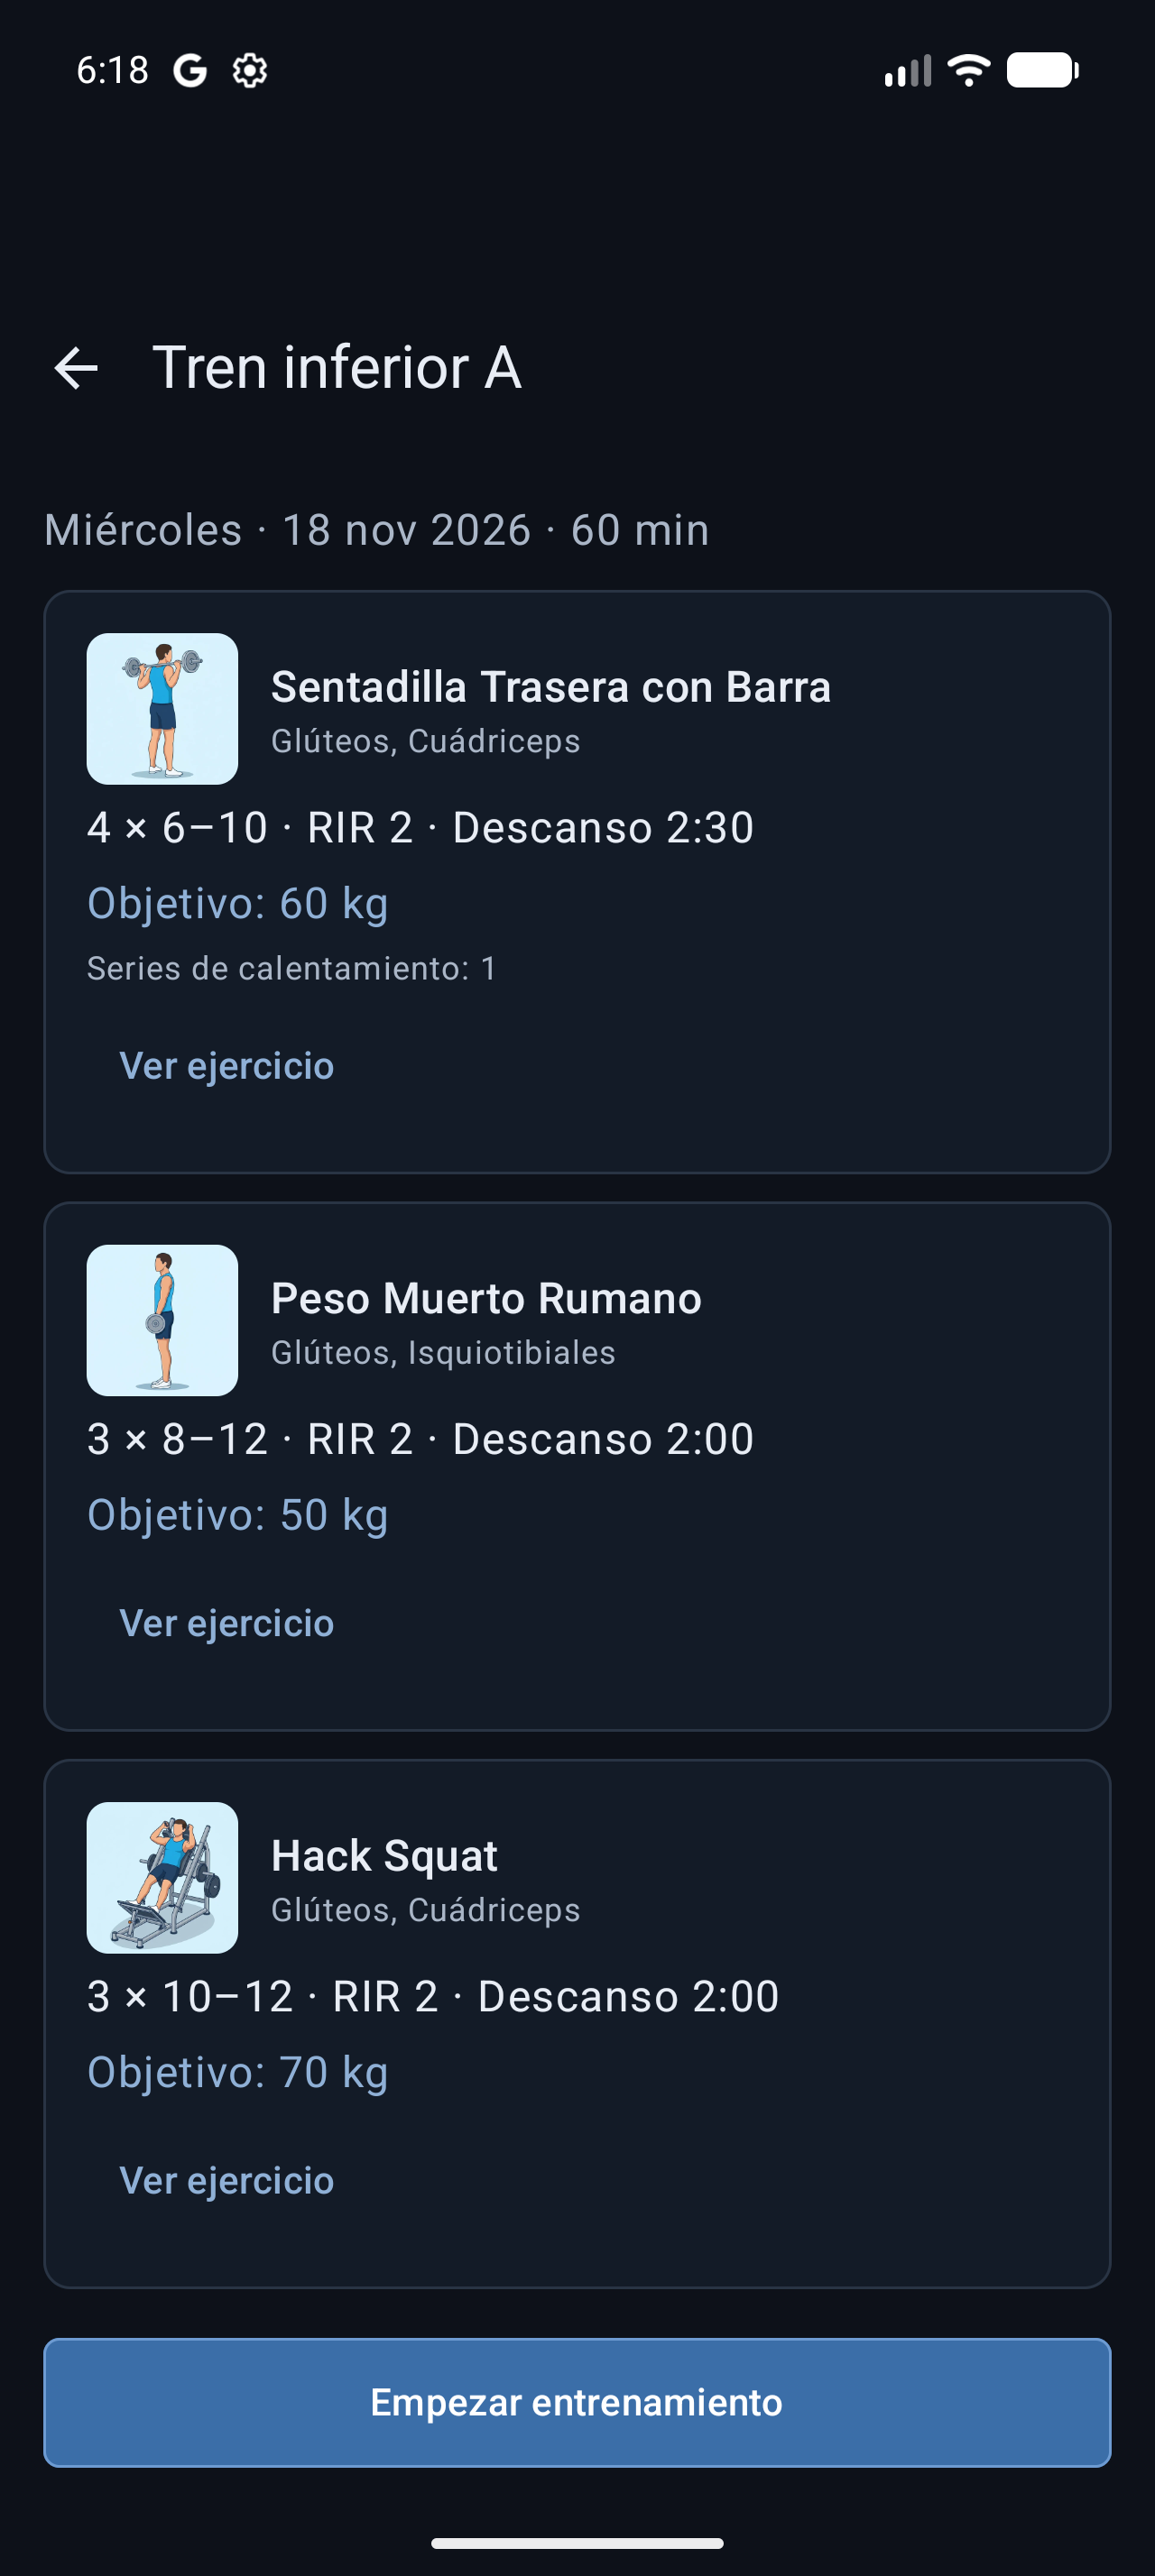 6:18
Tren inferior A
Miércoles · 18 nov 2026 · 60 min
Sentadilla Trasera con Barra
Glúteos, Cuádriceps
4 × 6–10 · RIR 2 · Descanso 2:30
Objetivo: 60 kg
Series de calentamiento: 1
Ver ejercicio
Peso Muerto Rumano
Glúteos, Isquiotibiales
3 × 8–12 · RIR 2 · Descanso 2:00
Objetivo: 50 kg
Ver ejercicio
Hack Squat
Glúteos, Cuádriceps
3 × 10–12 · RIR 2 · Descanso 2:00
Objetivo: 70 kg
Ver ejercicio
Empezar entrenamiento